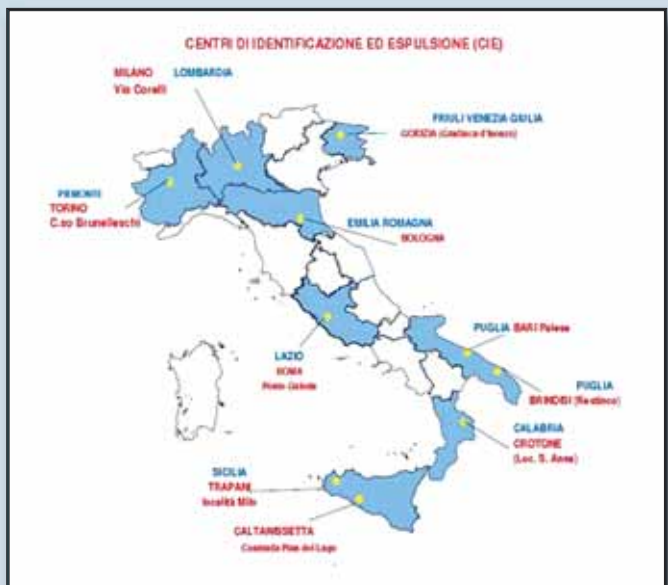 CENTRI DI IDENTIFICAZIONE ED ESPULSIONE (CIE)
MILANO LOMBARDIA
Via Corelli
FRIULI VENEZIA GIULIA
GORIZIA (Gradisca d'Isonzo)
PIEMONTE
TORINO
C.so Brunelleschi
EMILIA ROMAGNA
BOLOGNA
PUGLIA BARI Palese
LAZIO
ROMA
Ponte Galeria
PUGLIA
BRINDISI (Restinco)
CALABRIA
CROTONE
(Loc. S. Anna)
SICILIA
TRAPANI
località Milo
CALTANISSETTA
Contrada Pian del Lago